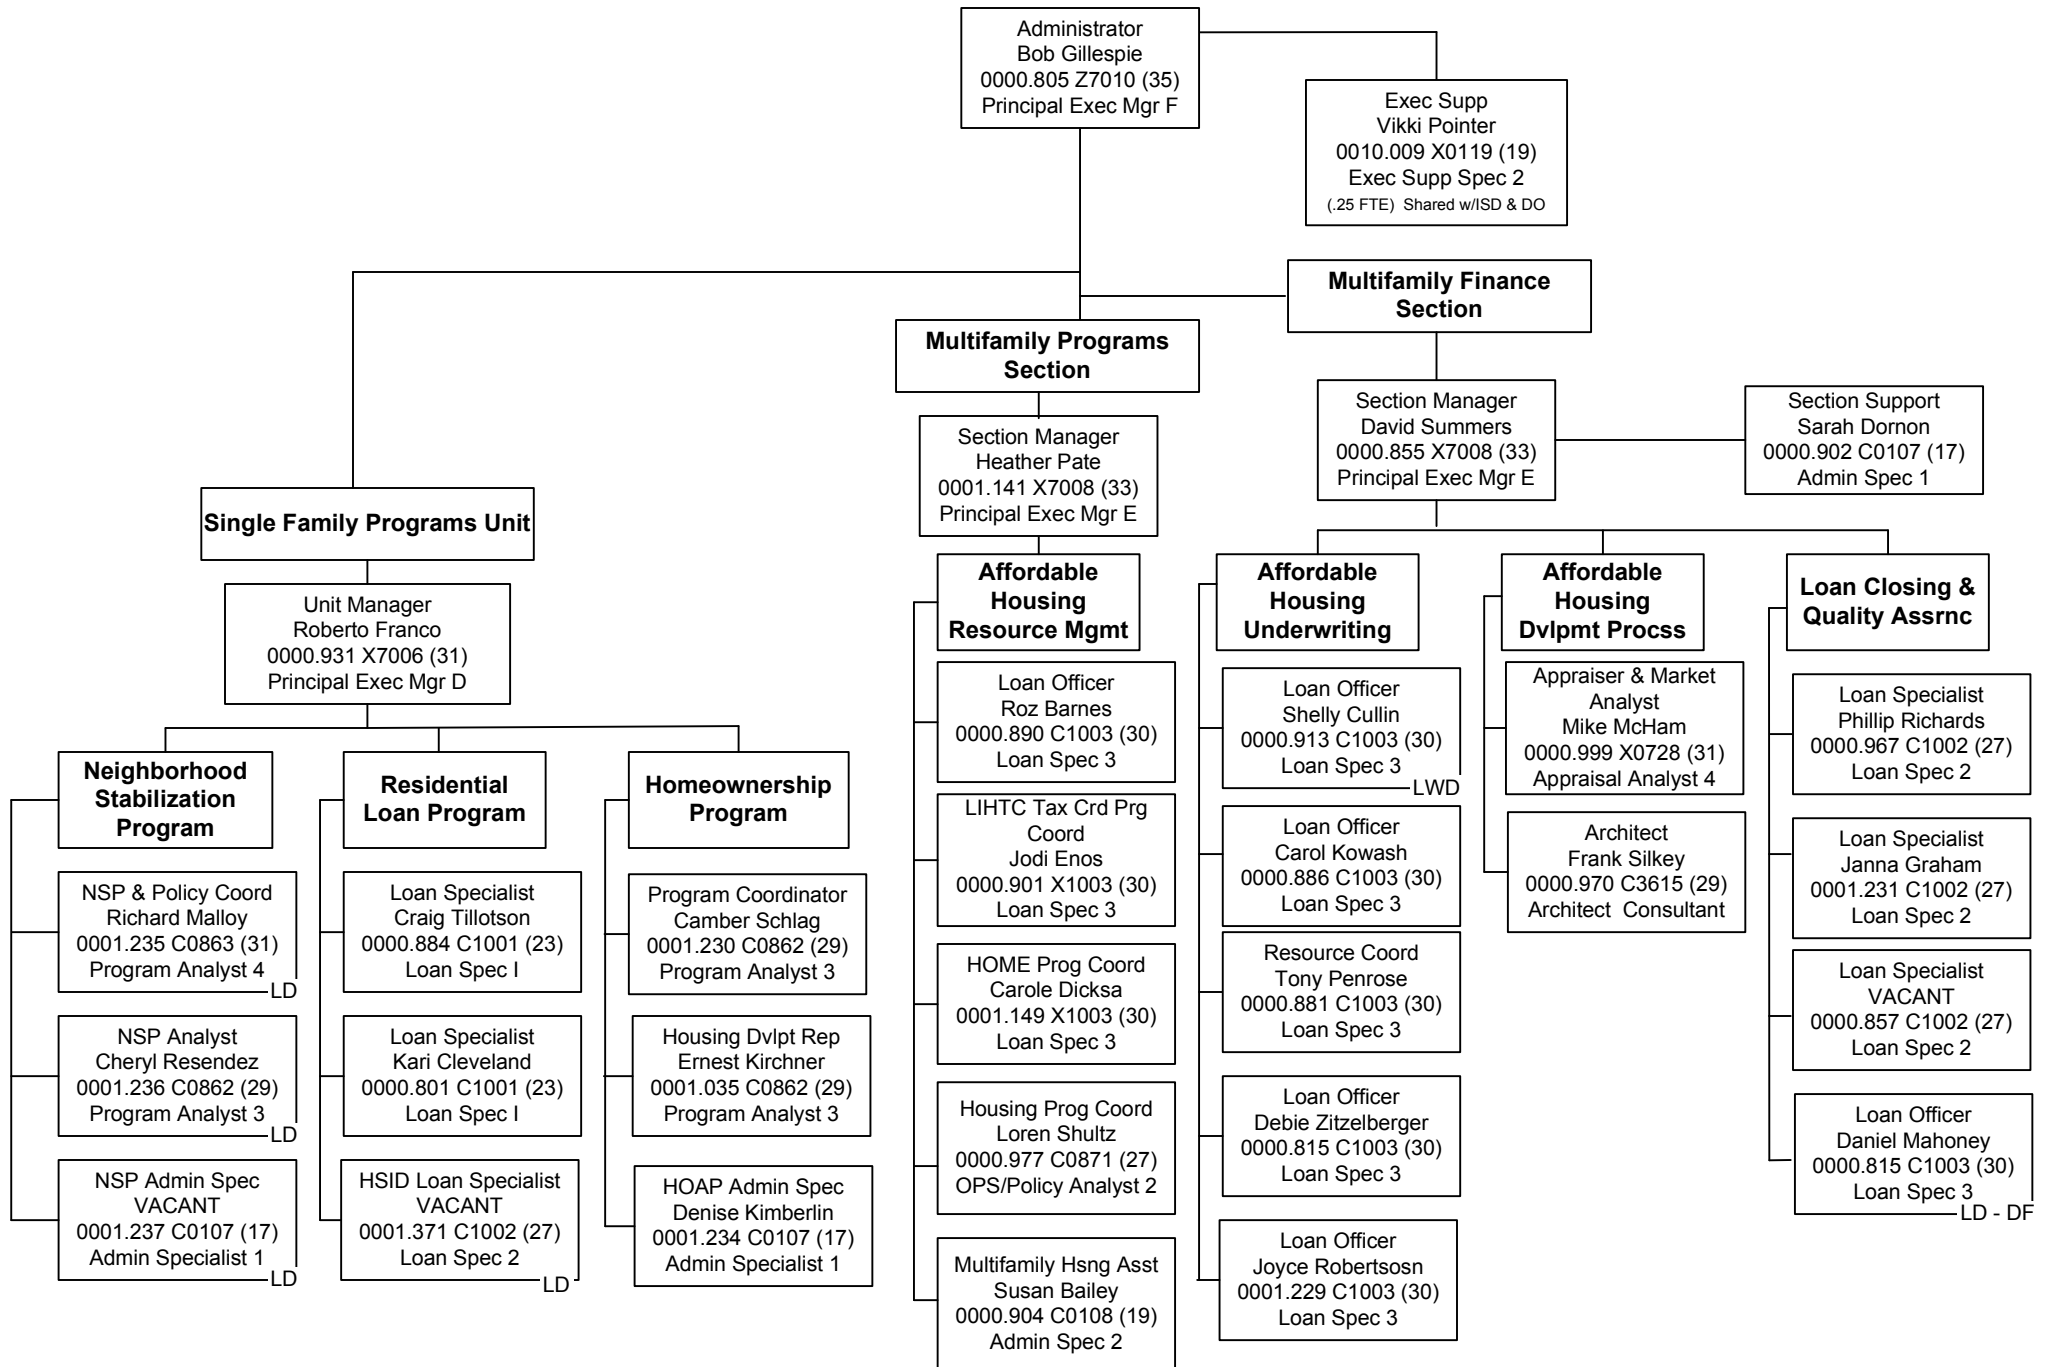 Administrator
Bob Gillespie
0000.805 Z7010 (35)
Principal Exec Mgr F
Exec Supp
Vikki Pointer
0010.009 X0119 (19)
Exec Supp Spec 2
(.25 FTE) Shared w/ISD & DO
Multifamily Finance
Section
Multifamily Programs
Section
Section Manager
David Summers
0000.855 X7008 (33)
Principal Exec Mgr E
Section Support
Sarah Dornon
0000.902 C0107 (17)
Admin Spec 1
Section Manager
Heather Pate
0001.141 X7008 (33)
Principal Exec Mgr E
Single Family Programs Unit
Unit Manager
Roberto Franco
0000.931 X7006 (31)
Principal Exec Mgr D
Neighborhood
Stabilization
Program
NSP & Policy Coord
Richard Malloy
0001.235 C0863 (31)
Program Analyst 4
LD
NSP Analyst
Cheryl Resendez
0001.236 C0862 (29)
Program Analyst 3
LD
NSP Admin Spec
VACANT
0001.237 C0107 (17)
Admin Specialist 1
LD
Residential
Loan Program
Loan Specialist
Craig Tillotson
0000.884 C1001 (23)
Loan Spec I
Loan Specialist
Kari Cleveland
0000.801 C1001 (23)
Loan Spec I
HSID Loan Specialist
VACANT
0001.371 C1002 (27)
Loan Spec 2
LD
Homeownership
Program
Program Coordinator
Camber Schlag
0001.230 C0862 (29)
Program Analyst 3
Housing Dvlpt Rep
Ernest Kirchner
0001.035 C0862 (29)
Program Analyst 3
HOAP Admin Spec
Denise Kimberlin
0001.234 C0107 (17)
Admin Specialist 1
Affordable
Housing
Resource Mgmt
Loan Officer
Roz Barnes
0000.890 C1003 (30)
Loan Spec 3
LIHTC Tax Crd Prg
Coord
Jodi Enos
0000.901 X1003 (30)
Loan Spec 3
HOME Prog Coord
Carole Dicksa
0001.149 X1003 (30)
Loan Spec 3
Housing Prog Coord
Loren Shultz
0000.977 C0871 (27)
OPS/Policy Analyst 2
Multifamily Hsng Asst
Susan Bailey
0000.904 C0108 (19)
Admin Spec 2
Affordable
Housing
Underwriting
Loan Officer
Shelly Cullin
0000.913 C1003 (30)
Loan Spec 3
LWD
Loan Officer
Carol Kowash
0000.886 C1003 (30)
Loan Spec 3
Resource Coord
Tony Penrose
0000.881 C1003 (30)
Loan Spec 3
Loan Officer
Debie Zitzelberger
0000.815 C1003 (30)
Loan Spec 3
Loan Officer
Joyce Robertsosn
0001.229 C1003 (30)
Loan Spec 3
Affordable
Housing
Dvlpmt Procss
Appraiser & Market
Analyst
Mike McHam
0000.999 X0728 (31)
Appraisal Analyst 4
Architect
Frank Silkey
0000.970 C3615 (29)
Architect Consultant
Loan Closing &
Quality Assrnc
Loan Specialist
Phillip Richards
0000.967 C1002 (27)
Loan Spec 2
Loan Specialist
Janna Graham
0001.231 C1002 (27)
Loan Spec 2
Loan Specialist
VACANT
0000.857 C1002 (27)
Loan Spec 2
Loan Officer
Daniel Mahoney
0000.815 C1003 (30)
Loan Spec 3
LD - DF